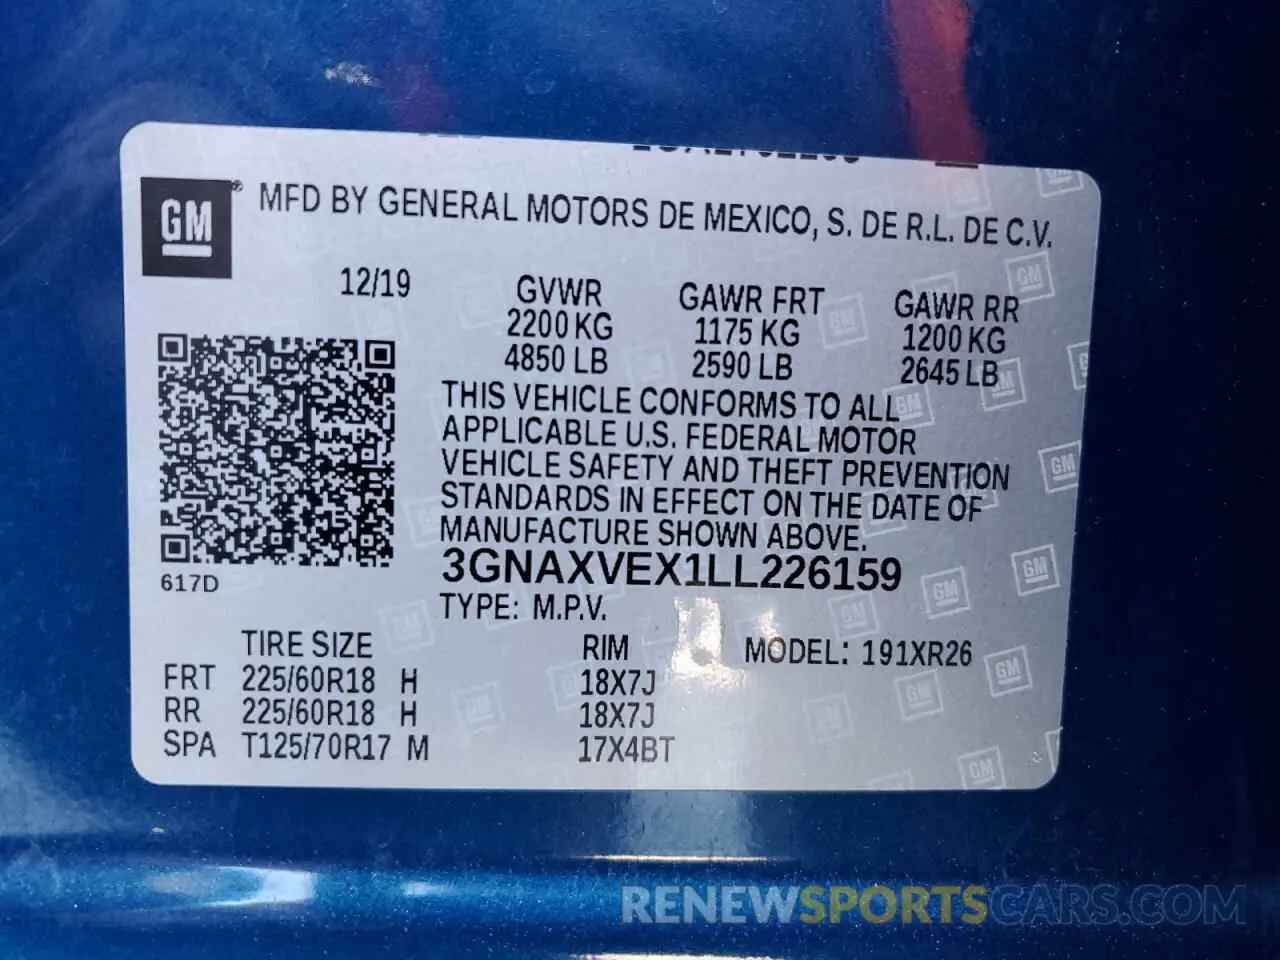 GM
MFD BY GENERAL MOTORS DE MEXICO, S. DE R.L. DE C.V.
12/19
GVWR GAWR FRT GAWR RR
2200 KG 1175 KG 1200 KG
4850 LB 2590 LB 2645 LB
THIS VEHICLE CONFORMS TO ALL
APPLICABLE U.S. FEDERAL MOTOR
VEHICLE SAFETY AND THEFT PREVENTION
STANDARDS IN EFFECT ON THE DATE OF
MANUFACTURE SHOWN ABOVE.
3GNAXVEX1LL226159
617D
TYPE: M.P.V.
TIRE SIZE RIM MODEL: 191XR26
FRT 225/60R18 H 18X7J
RR 225/60R18 H 18X7J
SPA T125/70R17 M 17X4BT
RENEWSPORTSCARS.COM